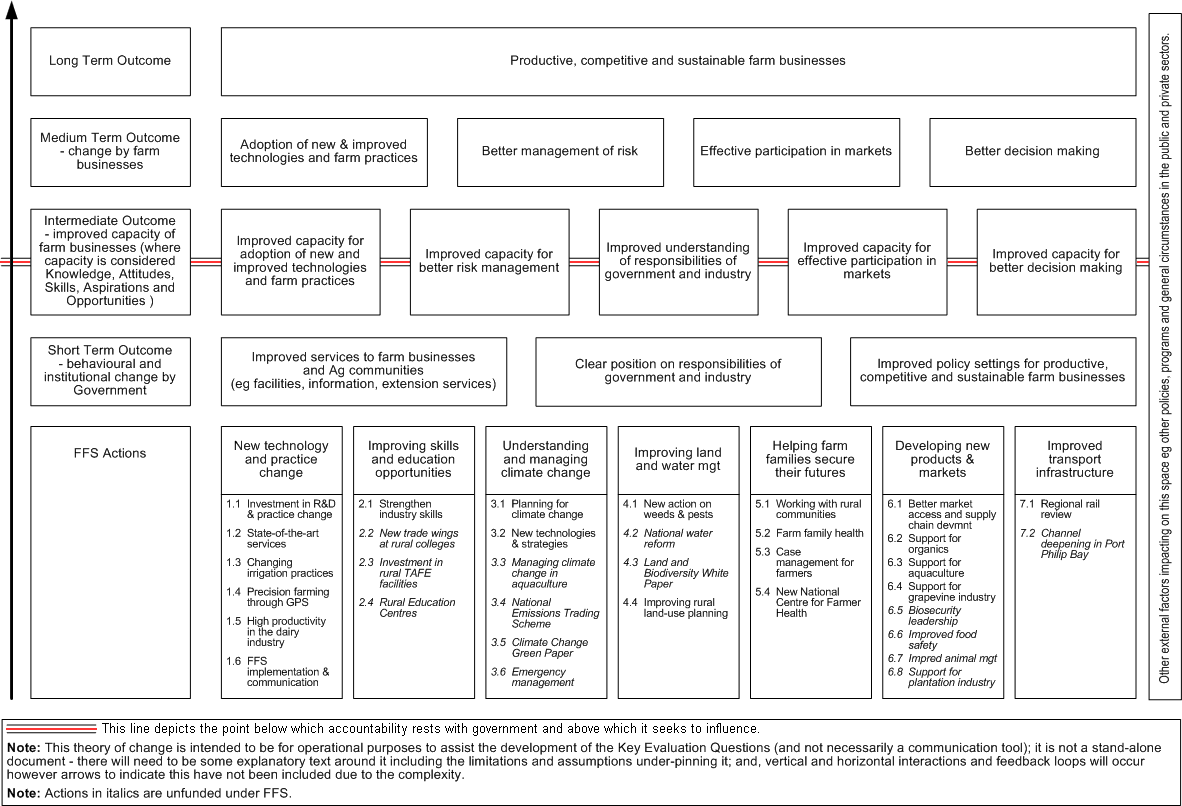 Long Term Outcome
Productive, competitive and sustainable farm businesses
Medium Term Outcome
- change by farm
businesses
Adoption of new & improved
technologies and farm practices
Better management of risk
Effective participation in markets
Better decision making
Intermediate Outcome
- improved capacity of
farm businesses (where
capacity is considered
Knowledge, Attitudes,
Skills, Aspirations and
Opportunities )
Improved capacity for
adoption of new and
improved technologies
and farm practices
Improved capacity for
better risk management
Improved understanding
of responsibilities of
government and industry
Improved capacity for
effective participation in
markets
Improved capacity for
better decision making
Short Term Outcome
- behavioural and
institutional change by
Government
Improved services to farm businesses
and Ag communities
(eg facilities, information, extension services)
Clear position on responsibilities of
government and industry
Improved policy settings for productive,
competitive and sustainable farm businesses
FFS Actions
New technology
and practice
change
1.1 Investment in R&D
& practice change
1.2 State-of-the-art
services
1.3 Changing
irrigation practices
1.4 Precision farming
through GPS
1.5 High productivity
in the dairy
industry
1.6 FFS
implementation &
communication
Improving skills
and education
opportunities
2.1 Strengthen
industry skills
2.2 New trade wings
at rural colleges
2.3 Investment in
rural TAFE
facilities
2.4 Rural Education
Centres
Understanding
and managing
climate change
3.1 Planning for
climate change
3.2 New technologies
& strategies
3.3 Managing climate
change in
aquaculture
3.4 National
Emissions Trading
Scheme
3.5 Climate Change
Green Paper
3.6 Emergency
management
Improving land
and water mgt
4.1 New action on
weeds & pests
4.2 National water
reform
4.3 Land and
Biodiversity White
Paper
4.4 Improving rural
land-use planning
Helping farm
families secure
their futures
5.1 Working with rural
communities
5.2 Farm family health
5.3 Case
management for
farmers
5.4 New National
Centre for Farmer
Health
Developing new
products &
markets
6.1 Better market
access and supply
chain devmnt
6.2 Support for
organics
6.3 Support for
aquaculture
6.4 Support for
grapevine industry
6.5 Biosecurity
leadership
6.6 Improved food
safety
6.7 Impred animal mgt
6.8 Support for
plantation industry
Improved
transport
infrastructure
7.1 Regional rail
review
7.2 Channel
deepening in Port
Philip Bay
Other external factors impacting on this space eg other policies, programs and general circumstances in the public and private sectors.
This line depicts the point below which accountability rests with government and above which it seeks to influence.
Note: This theory of change is intended to be for operational purposes to assist the development of the Key Evaluation Questions (and not necessarily a communication tool); it is not a stand-alone
document - there will need to be some explanatory text around it including the limitations and assumptions under-pinning it; and, vertical and horizontal interactions and feedback loops will occur
however arrows to indicate this have not been included due to the complexity.
Note: Actions in italics are unfunded under FFS.